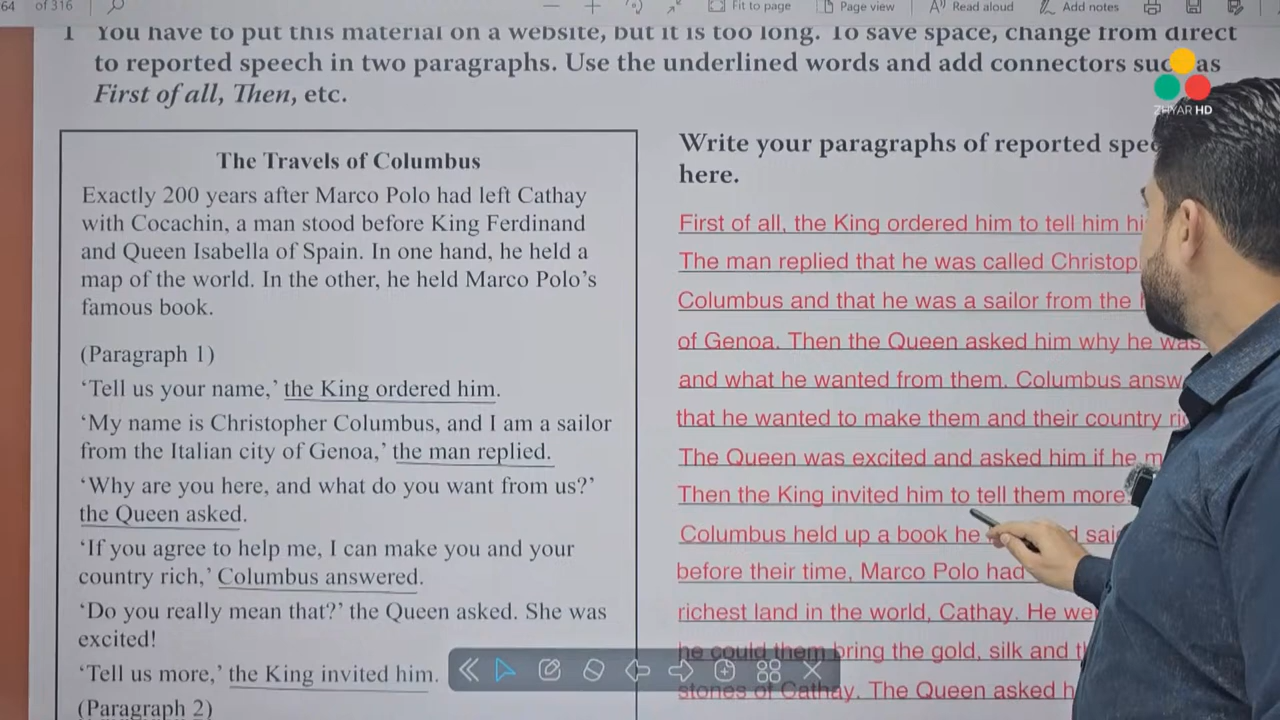 64 of 316
Fit to page
Page view
Read aloud
Add notes
1 You have to put this material on a website, but it is too long. To save space, change from direct
to reported speech in two paragraphs. Use the underlined words and add connectors such as
First of all, Then, etc.
ZHYAR HD
The Travels of Columbus
Exactly 200 years after Marco Polo had left Cathay
with Cocachin, a man stood before King Ferdinand
and Queen Isabella of Spain. In one hand, he held a
map of the world. In the other, he held Marco Polo's
famous book.
(Paragraph 1)
'Tell us your name,' the King ordered him.
'My name is Christopher Columbus, and I am a sailor
from the Italian city of Genoa,' the man replied.
'Why are you here, and what do you want from us?'
the Queen asked.
'If you agree to help me, I can make you and your
country rich,' Columbus answered.
'Do you really mean that?' the Queen asked. She was
excited!
'Tell us more,' the King invited him.
(Paragraph 2)
Write your paragraphs of reported
here.
First of all, the King ordered him to tell him
The man replied that he was called
Columbus and that he was a sailor from the
of Genoa. Then the Queen asked him why he was
and what he wanted from them. Columbus
that he wanted to make them and their country
The Queen was excited and asked him if he
Then the King invited him to tell them more.
Columbus held up a book he
before their time, Marco Polo had
richest land in the world, Cathay. He
he could them bring the gold, silk and
stones of Cathay. The Queen asked